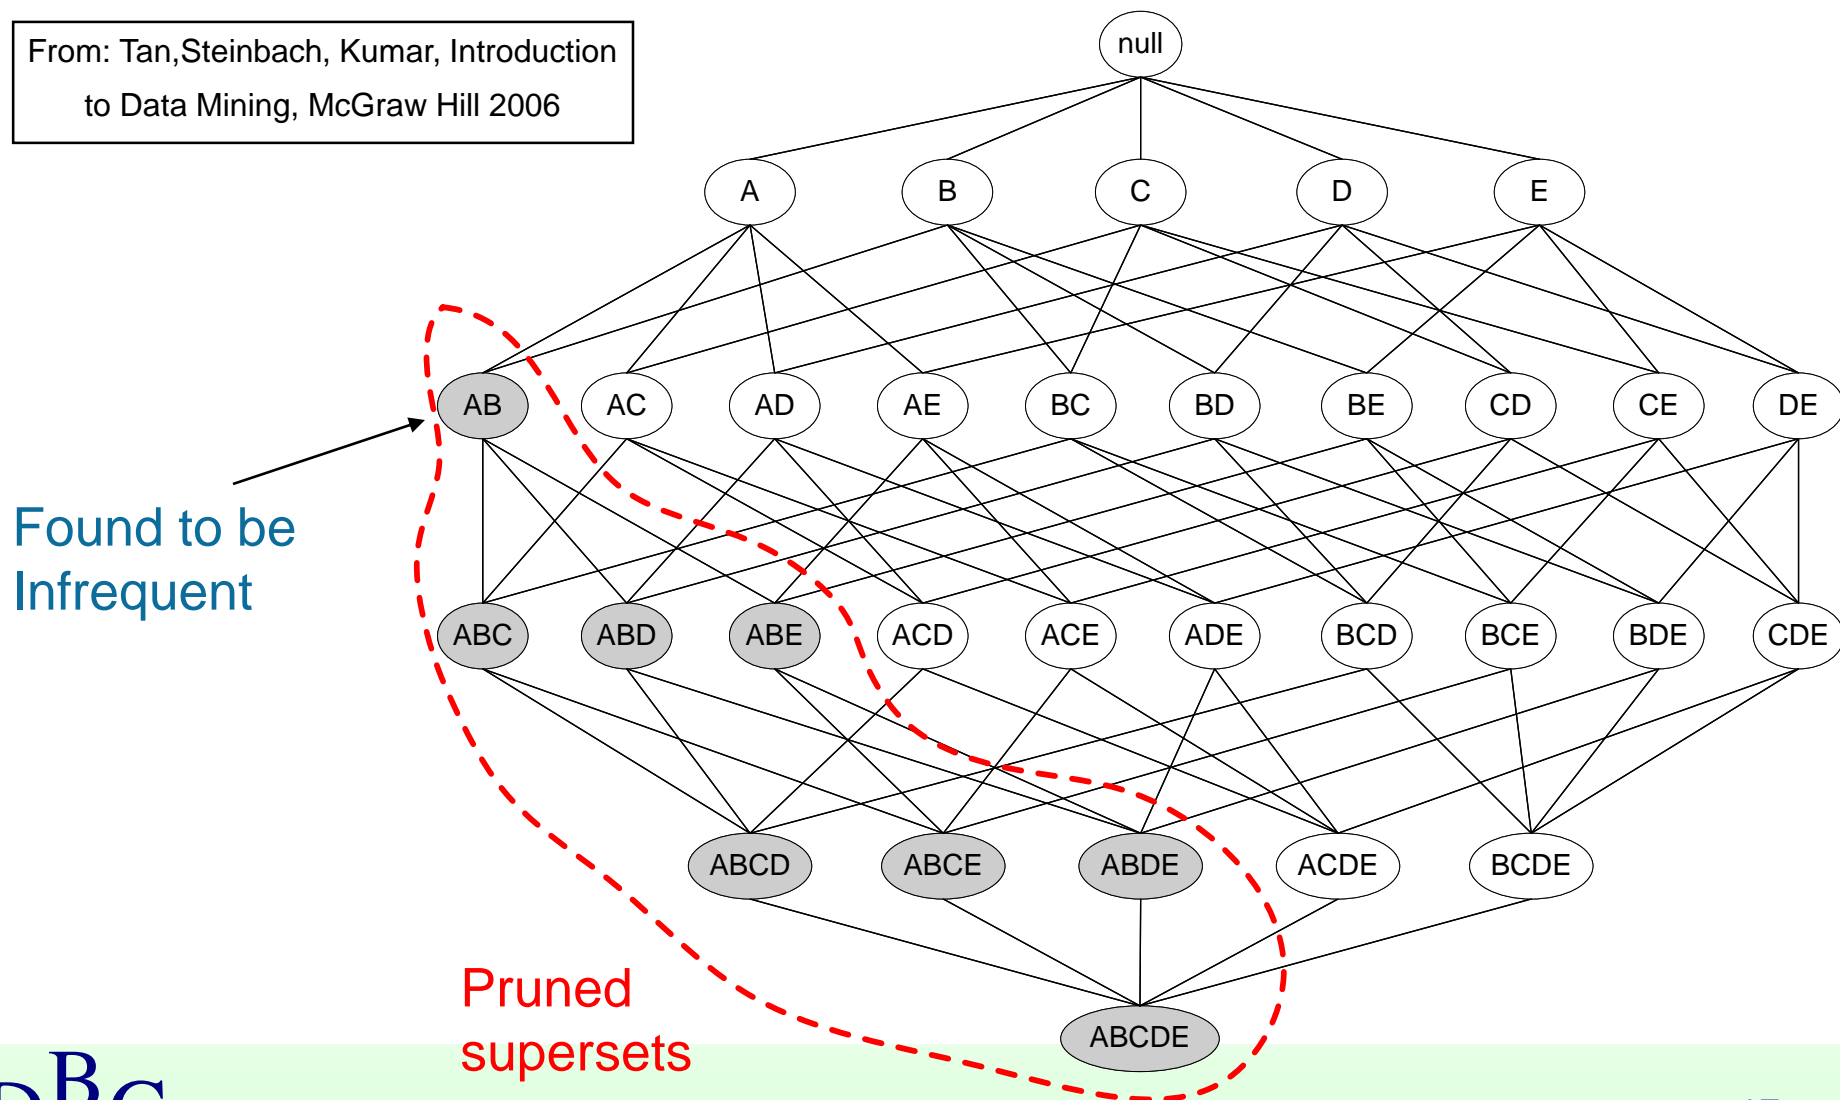 From: Tan,Steinbach, Kumar, Introduction
to Data Mining, McGraw Hill 2006
null
A B C D E
AB AC AD AE BC BD BE CD CE DE
Found to be
Infrequent
ABC ABD ABE ACD ACE ADE BCD BCE BDE CDE
ABCD ABCE ABDE ACDE BCDE
Pruned
supersets
ABCDE